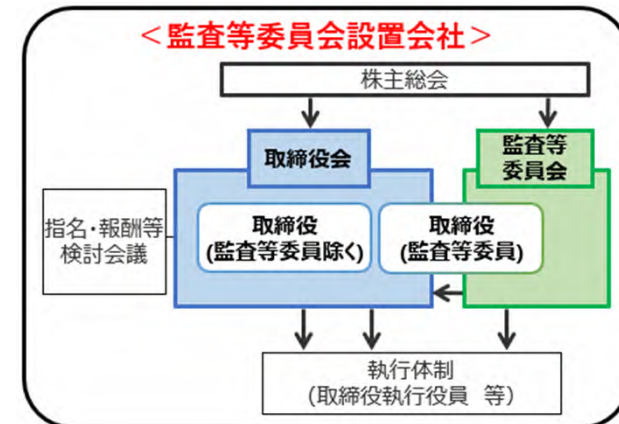 ＜監査等委員会設置会社＞
株主総会
取締役会
監査等
委員会
指名・報酬等
検討会議
取締役
(監査等委員除く)
取締役
(監査等委員)
執行体制
(取締役執行役員 等)